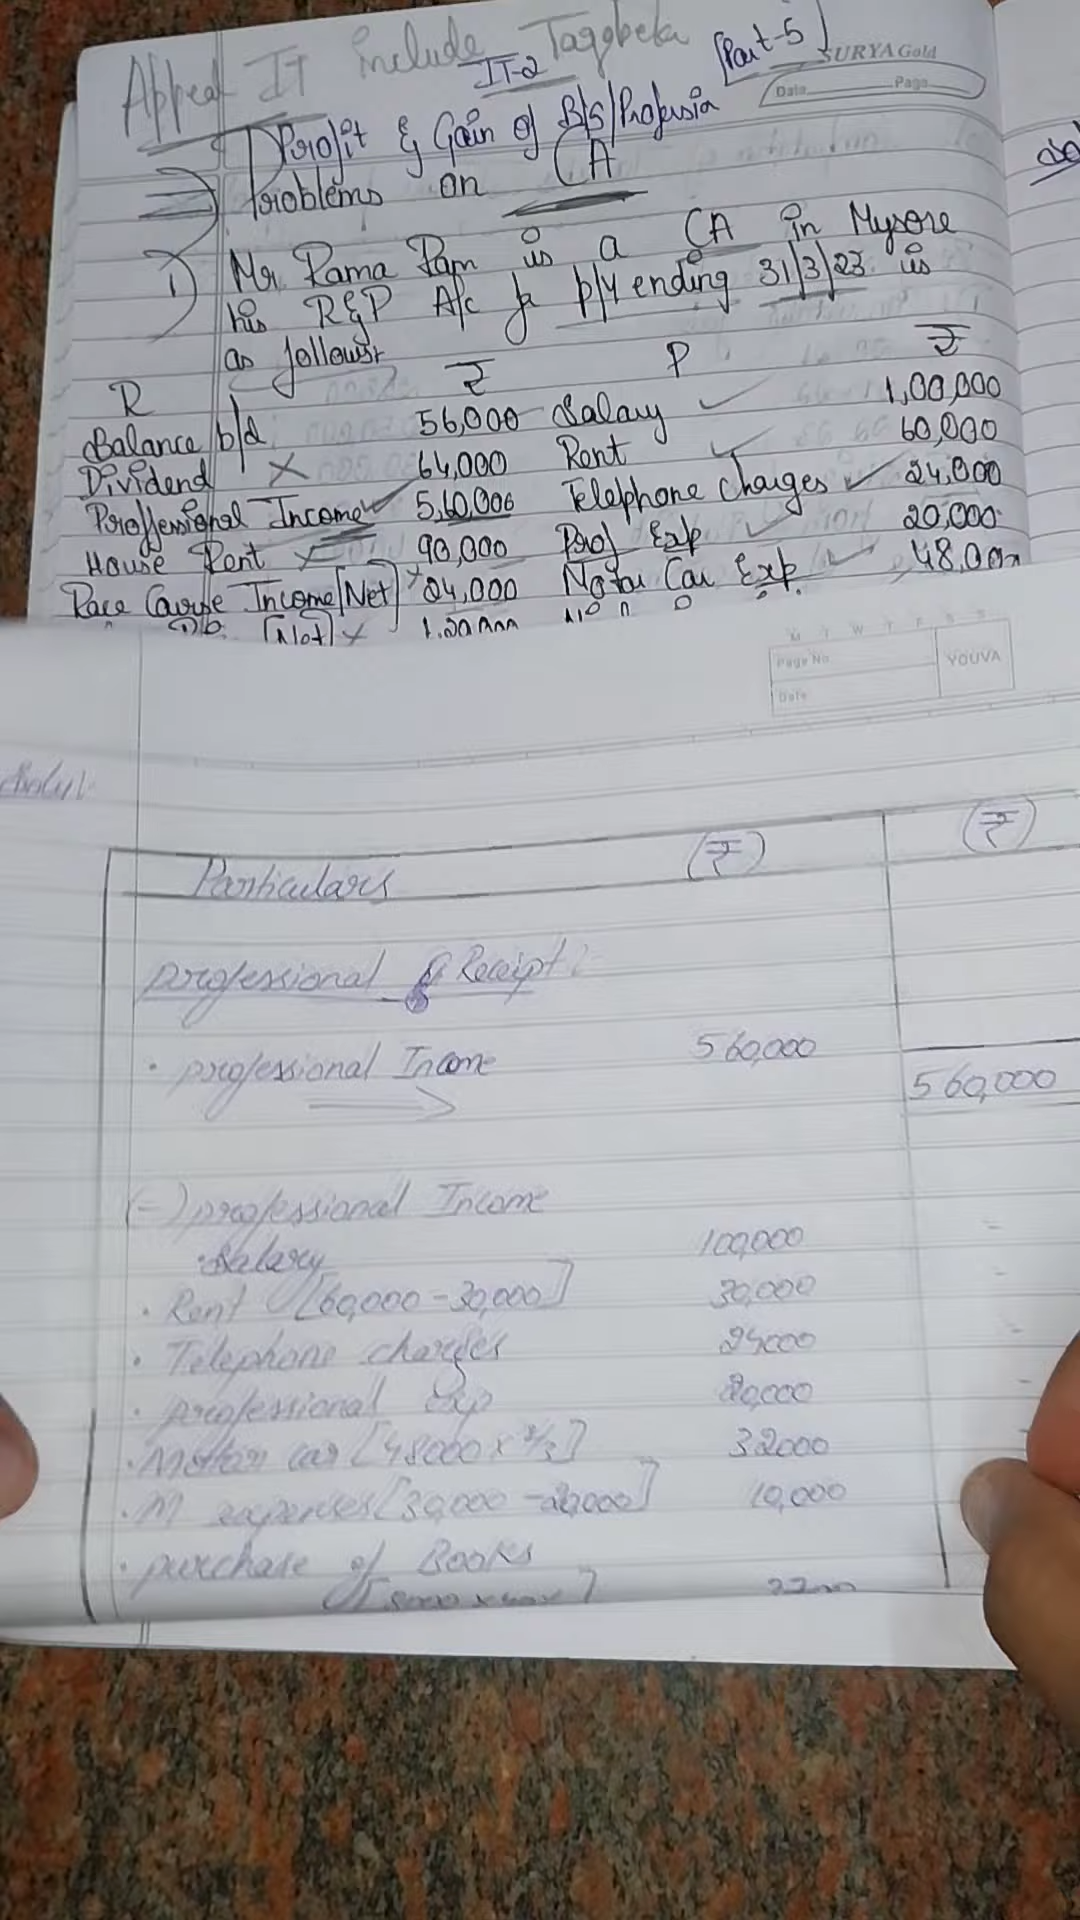 Appeal IT include
IT-2
[Part-5]
SURYA Gold
Date Page
Profit & Gain of B/S/Profession
Problems on CA
1) Mr Rama Ram is a CA in Mysore
his R&P A/c for P/Y ending 31/3/23 is
as follows
R ₹ P ₹
Balance b/d 56,000 Salary 1,00,000
Dividend 64,000 Rent 60,000
Proffessional Income 5,60,000 Telephone Charges 24,000
House Rent 90,000 Prof Exp 20,000
Race Course Income [Net] 24,000 Motor Car Exp. 48,000
M T W T F S S
Page No.
Date
YOUVA
Particulars (₹) (₹)
professional Receipt:
professional Income 560,000
560,000
(-) professional Income
Salary 100,000
Rent [60,000-30,000] 30,000
Telephone charges 24000
professional Exp 20,000
Motor car [48000 x 2/3] 32000
M expenses [30,000-20,000] 10,000
purchase of Books